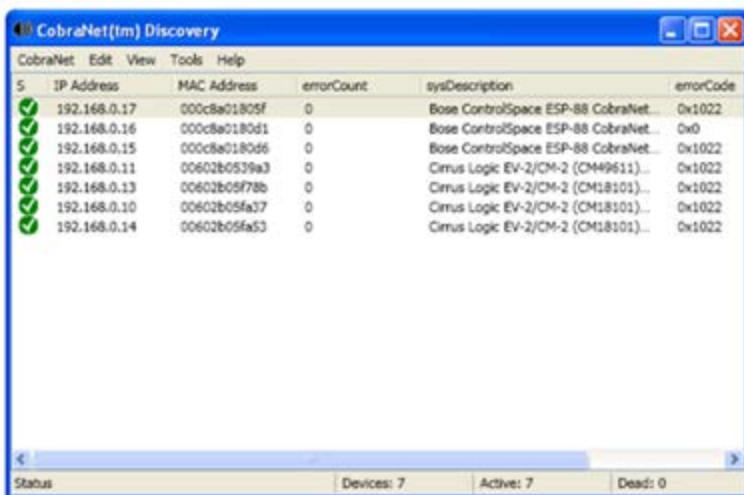 CobraNet(tm) Discovery
CobraNet Edit View Tools Help
S IP Address MAC Address errorCount sysDescription errorCode
192.168.0.17 000c8a01805f 0 Bose ControlSpace ESP-88 CobraNet... 0x1022
192.168.0.16 000c8a0180d1 0 Bose ControlSpace ESP-88 CobraNet... 0x0
192.168.0.15 000c8a0180d6 0 Bose ControlSpace ESP-88 CobraNet... 0x1022
192.168.0.11 00602b0539a3 0 Cirrus Logic EV-2/CM-2 (CM49611)... 0x1022
192.168.0.13 00602b05f78b 0 Cirrus Logic EV-2/CM-2 (CM18101)... 0x1022
192.168.0.10 00602b05fa37 0 Cirrus Logic EV-2/CM-2 (CM18101)... 0x1022
192.168.0.14 00602b05fa53 0 Cirrus Logic EV-2/CM-2 (CM18101)... 0x1022
Status Devices: 7 Active: 7 Dead: 0